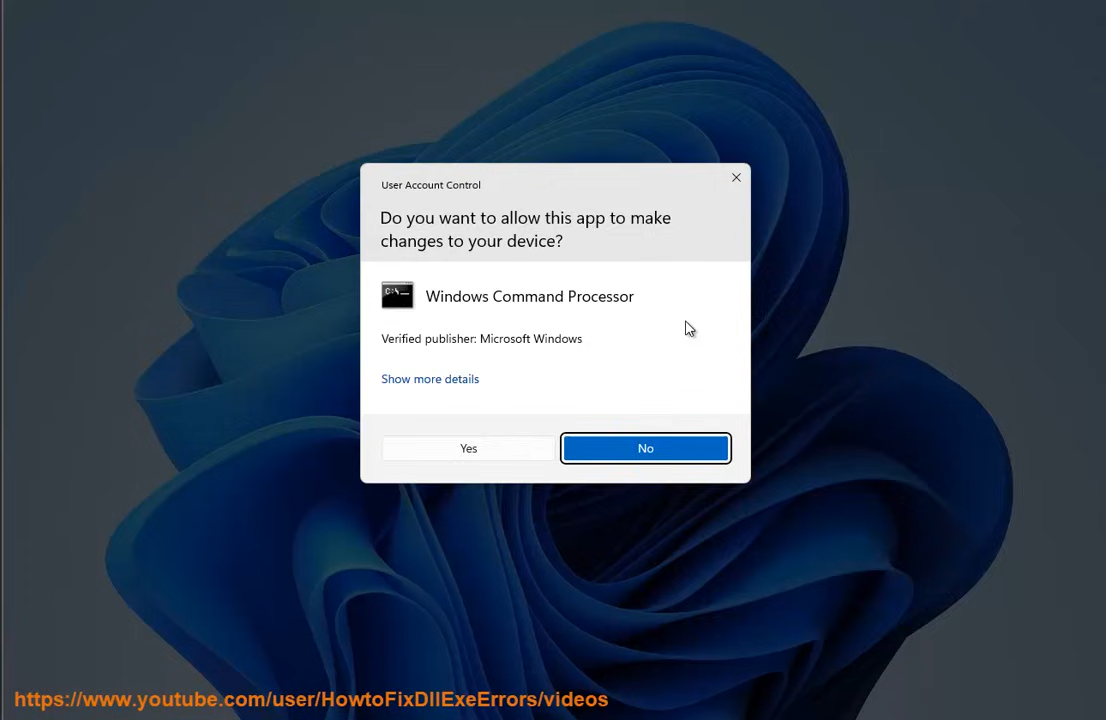 User Account Control
Do you want to allow this app to make
changes to your device?
C:\_
Windows Command Processor
Verified publisher: Microsoft Windows
Show more details
Yes
No
https://www.youtube.com/user/HowtoFixDllExeErrors/videos